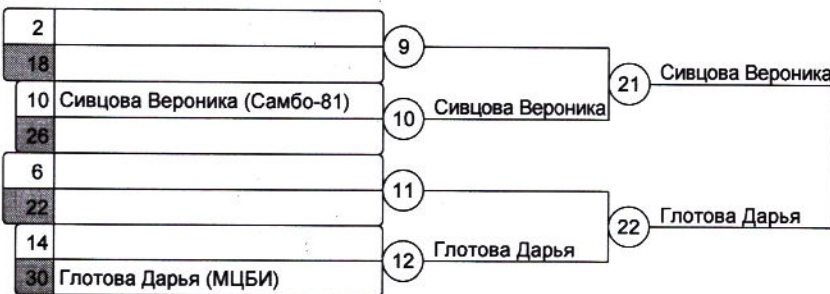 2
18
9
10 Сивцова Вероника (Самбо-81)
26
10 Сивцова Вероника
21 Сивцова Вероника
6
22
11
14
30 Глотова Дарья (МЦБИ)
12 Глотова Дарья
22 Глотова Дарья